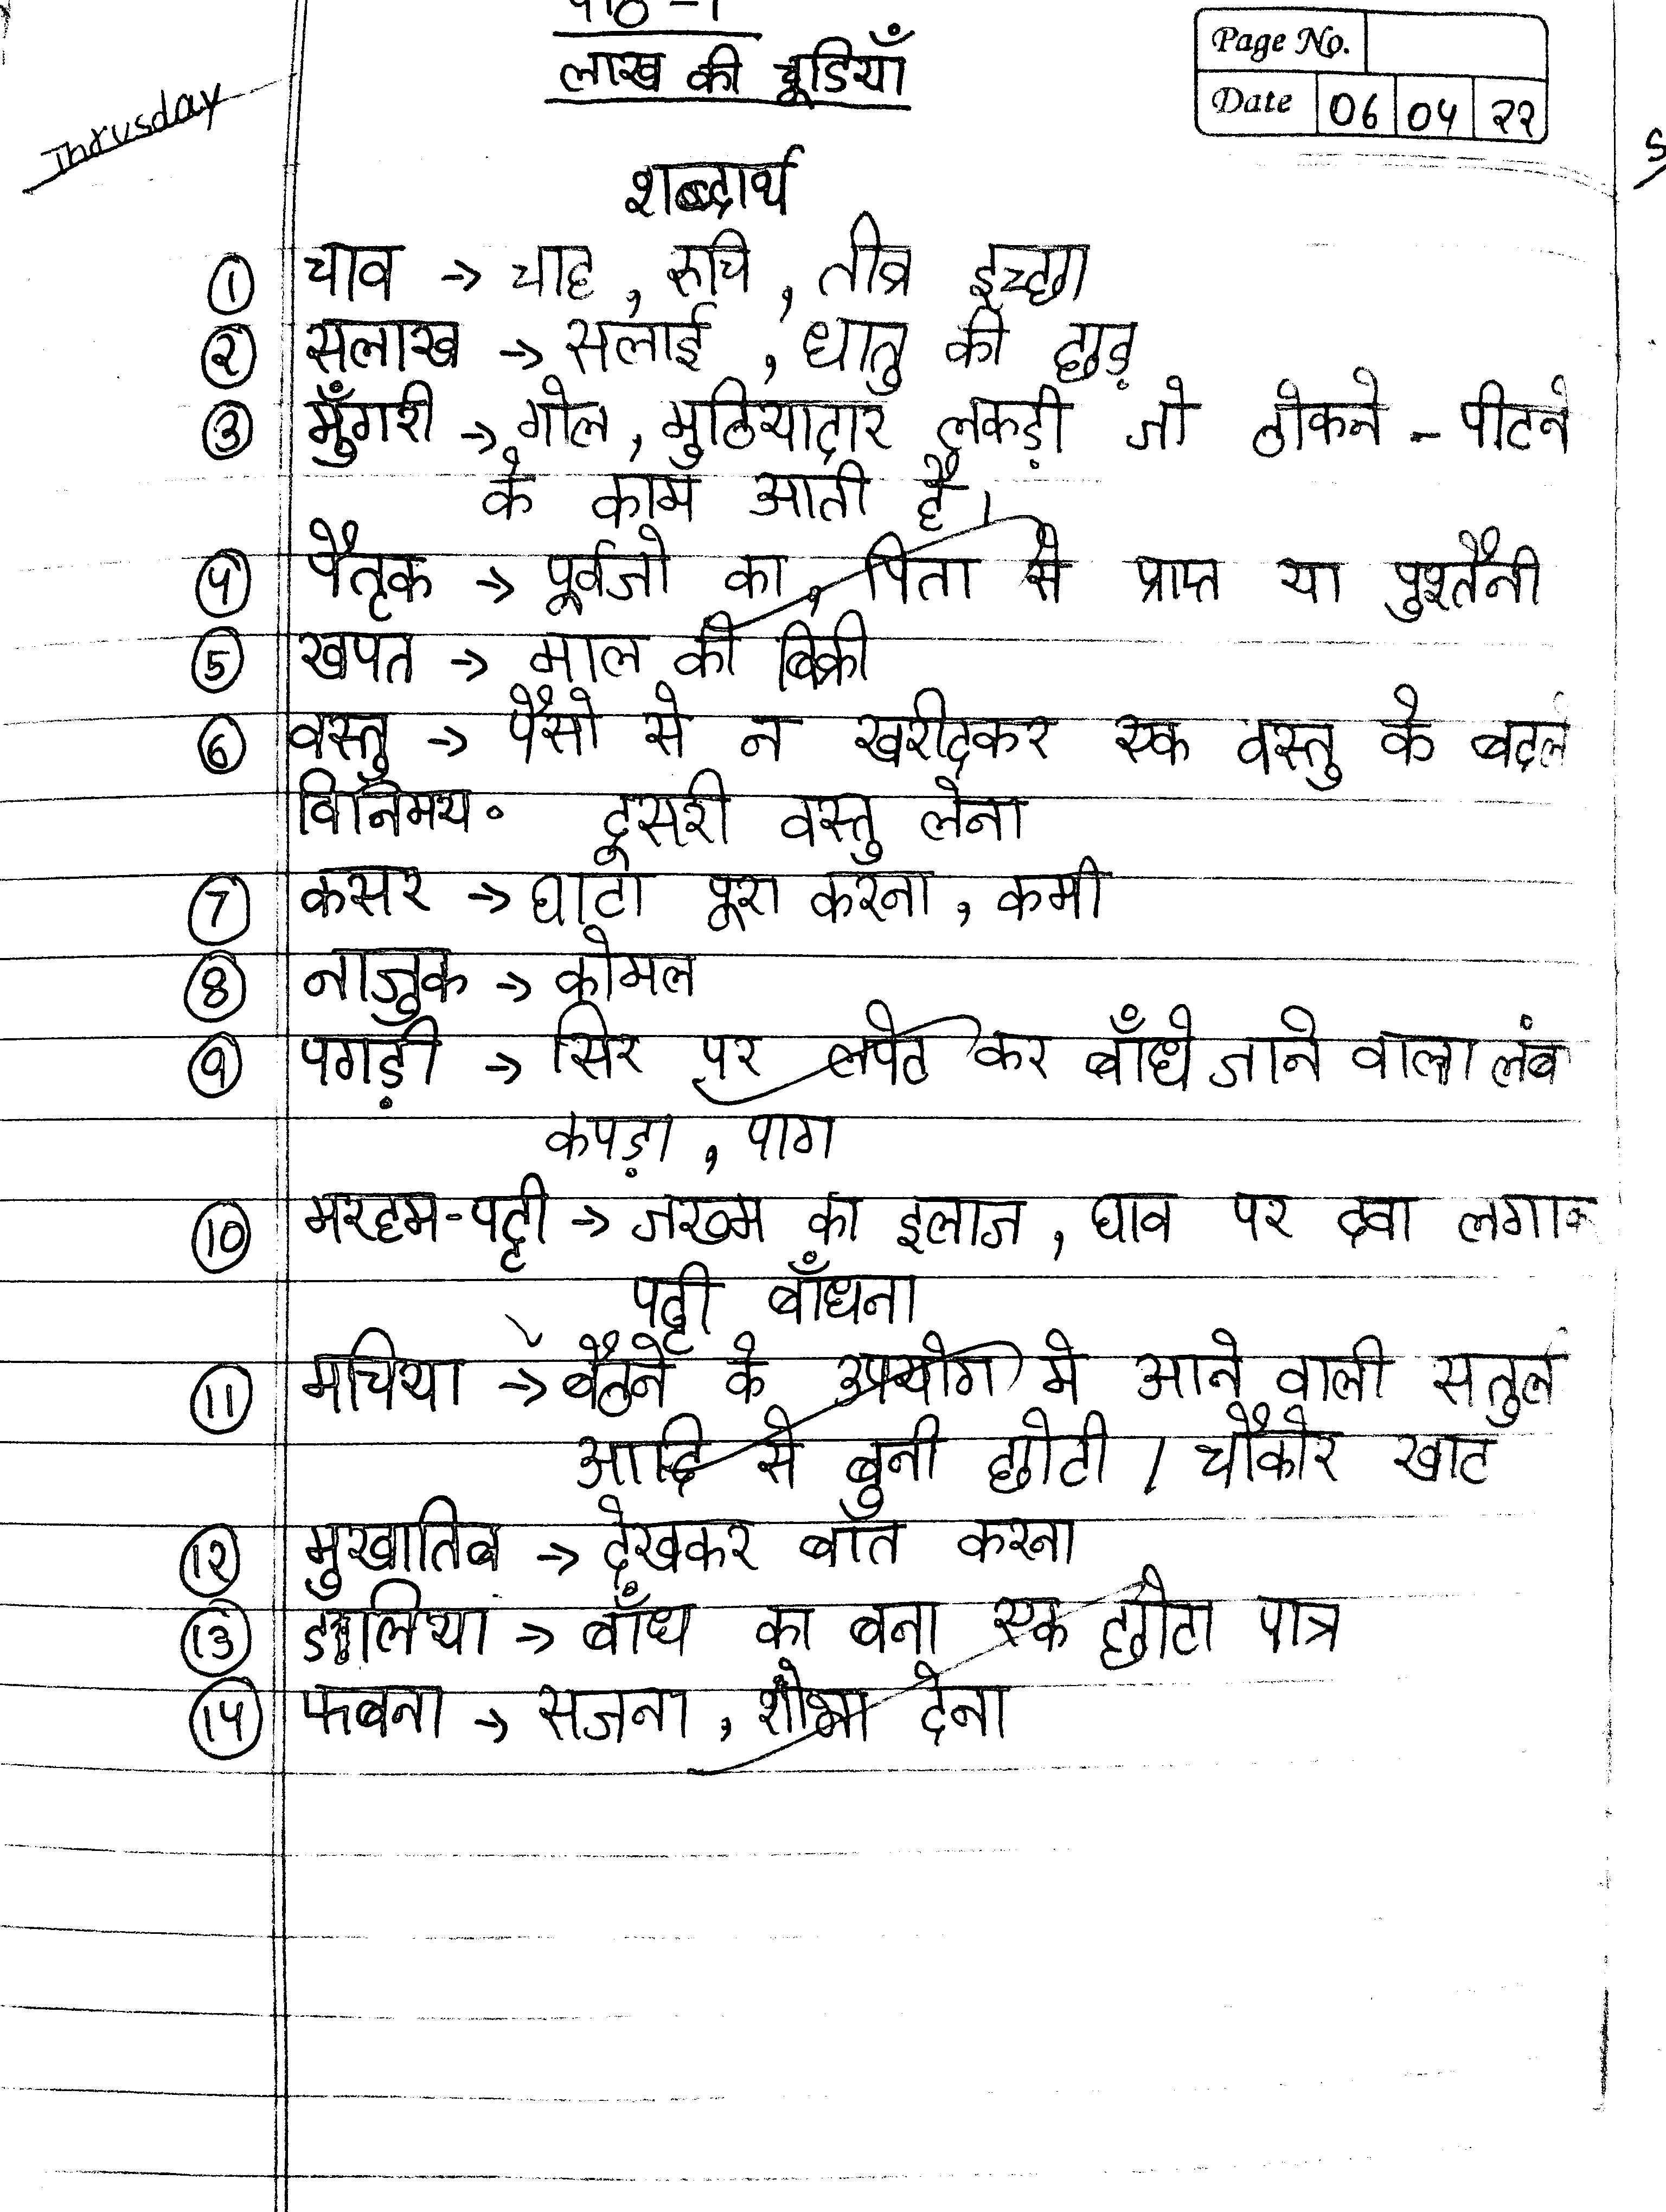 पाठ -1
लाख की चूडियाँ
Page No.
Date 06 04 22
Thrusday
शब्दार्थ
① चाव → चाह, रुचि, तीव्र इच्छा
② सलाख → सलाई, धातु की छड़
③ मुँगरी → गोल, मुठियादार लकड़ी जो ठोकने - पीटने
के काम आती है।
④ पैतृक → पूर्वजो का, पिता से प्राप्त या पुश्तैनी
⑤ खपत → माल की बिक्री
⑥ वस्तु → पैसो से न खरीदकर एक वस्तु के बदले
विनिमय॰ दूसरी वस्तु लेना
⑦ कसर → घाटा पूरा करना, कमी
⑧ नाजुक → कोमल
⑨ पगड़ी → सिर पर लपेट कर बाँधे जाने वाला लंब
कपड़ा, पाग
⑩ मरहम-पट्टी → जख्म का इलाज, घाव पर दवा लगाक
पट्टी बाँधना
⑪ मचिया → बैठने के उपयोग मे आने वाली सतुल
आदि से बुनी छोटी / चौकोर खाट
⑫ मुखातिब → देखकर बात करना
⑬ डलिया → बाँध का बना एक छोटा पात्र
⑭ फबना → सजना, शोभा देना